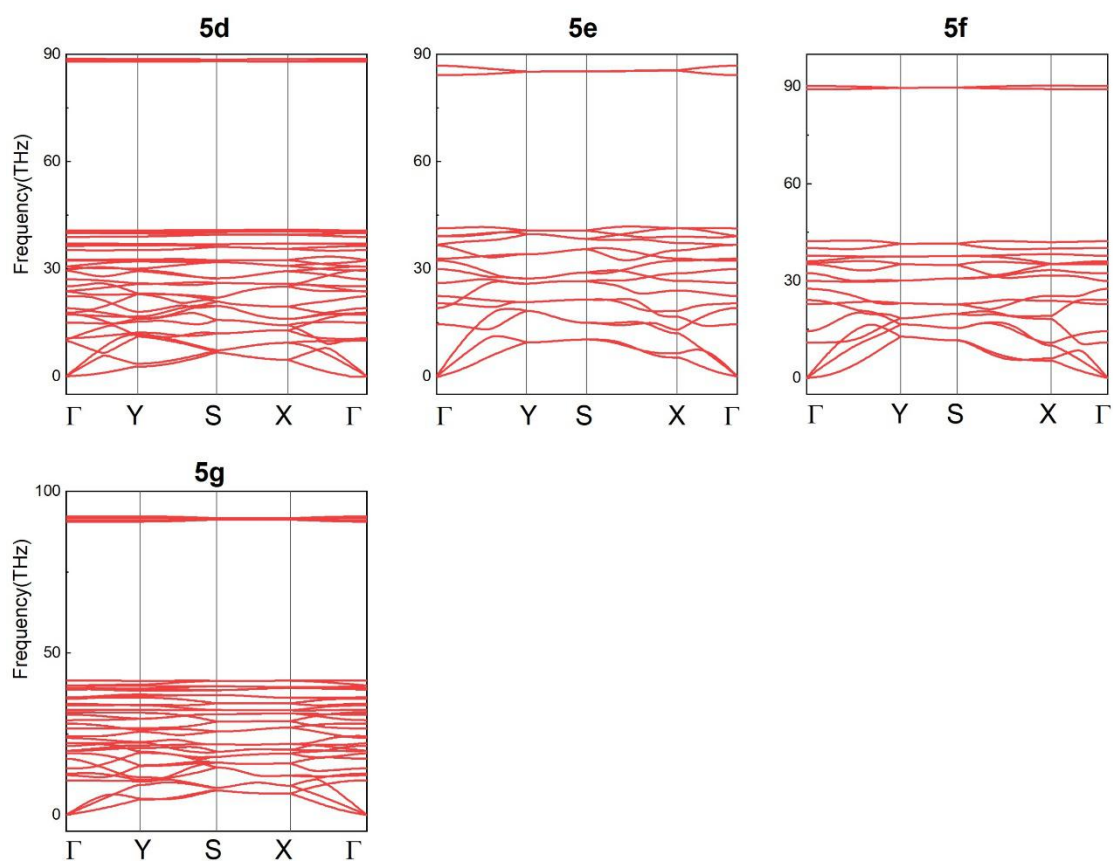 5d
5e
5f
Frequency(THz)
90
60
30
0
Γ Y S X Γ
90
60
30
0
Γ Y S X Γ
90
60
30
0
Γ Y S X Γ
5g
Frequency(THz)
100
50
0
Γ Y S X Γ